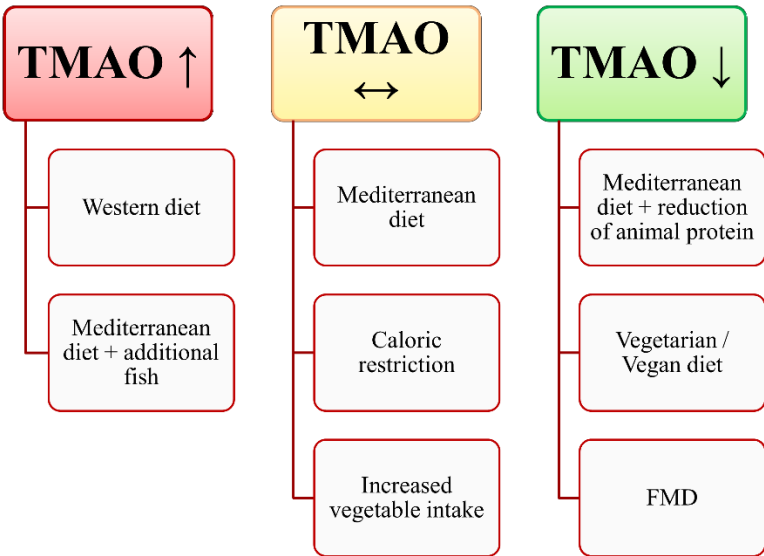 TMAO ↑
Western diet
Mediterranean
diet + additional
fish
TMAO
↔
Mediterranean
diet
Caloric
restriction
Increased
vegetable intake
TMAO ↓
Mediterranean
diet + reduction
of animal protein
Vegetarian /
Vegan diet
FMD